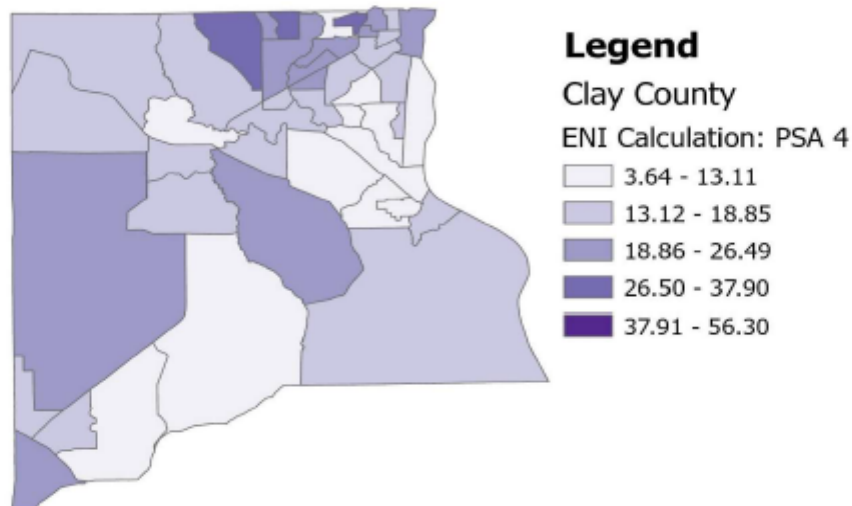 Legend
Clay County
ENI Calculation: PSA 4
3.64 - 13.11
13.12 - 18.85
18.86 - 26.49
26.50 - 37.90
37.91 - 56.30